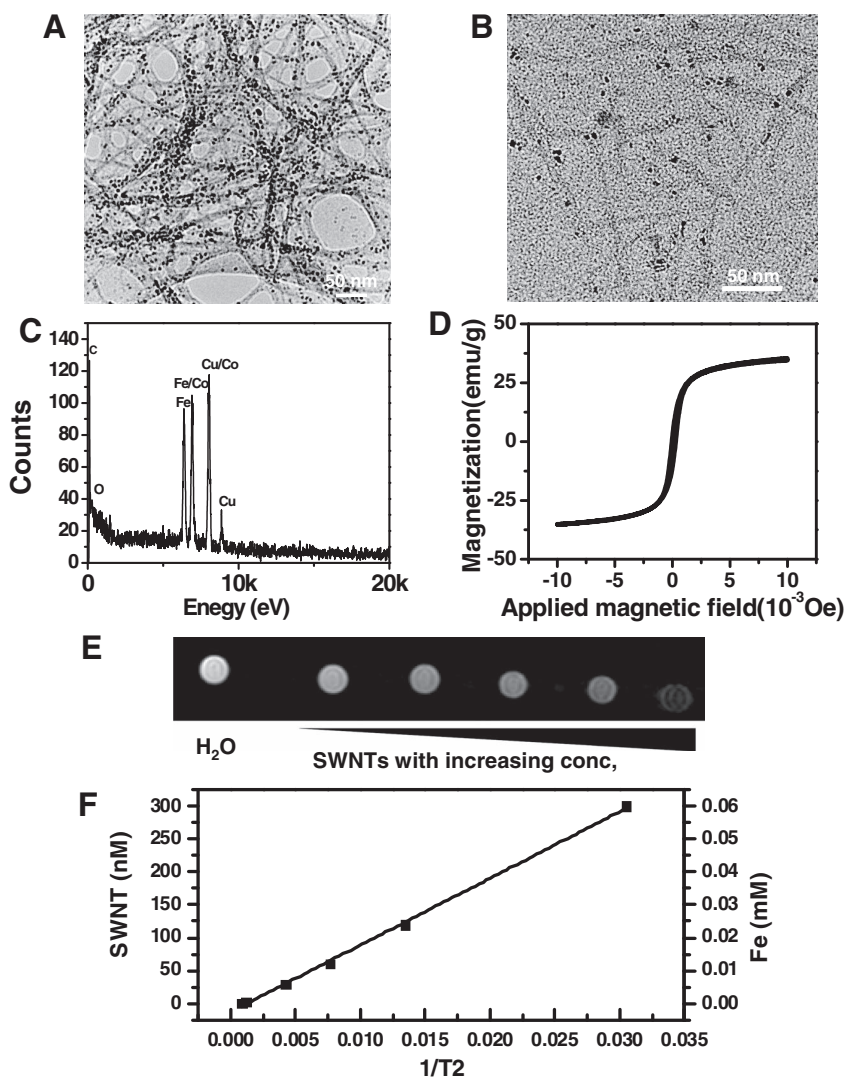 A
50 nm
B
50 nm
C
Counts
140
120
100
80
60
40
20
0
C
O
Fe/Co
Fe
Cu/Co
Cu
0
10k
20k
Enegy (eV)
D
Magnetization(emu/g)
50
25
0
-25
-50
-10
-5
0
5
10
Applied magnetic field(10⁻³Oe)
E
H₂O
SWNTs with increasing conc,
F
SWNT (nM)
300
250
200
150
100
50
0
0.06
0.05
0.04
0.03
0.02
0.01
0.00
Fe (mM)
0.000 0.005 0.010 0.015 0.020 0.025 0.030 0.035
1/T2